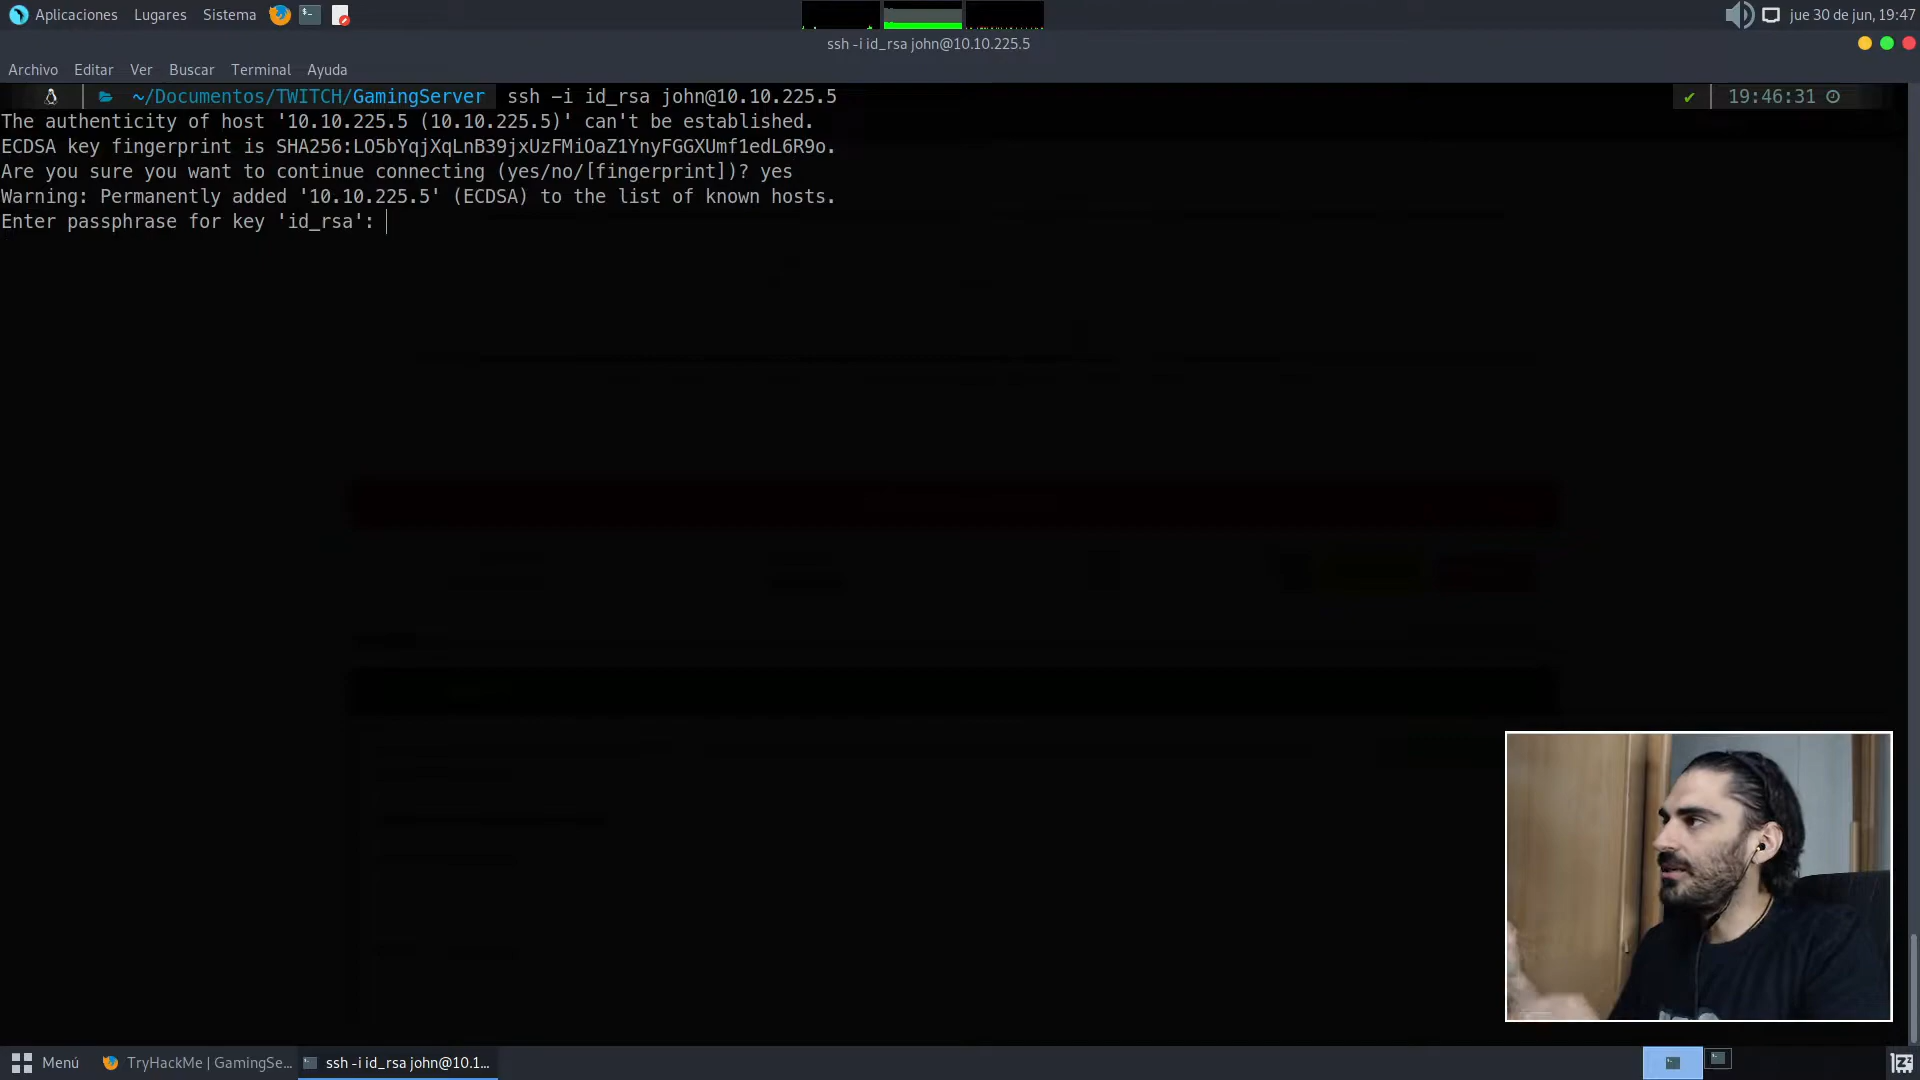 Aplicaciones Lugares Sistema jue 30 de jun, 19:47
ssh -i id_rsa john@10.10.225.5
Archivo Editar Ver Buscar Terminal Ayuda
~/Documentos/TWITCH/GamingServer ssh -i id_rsa john@10.10.225.5 ✔ 19:46:31
The authenticity of host '10.10.225.5 (10.10.225.5)' can't be established.
ECDSA key fingerprint is SHA256:LO5bYqjXqLnB39jxUzFMiOaZ1YnyFGGXUmf1edL6R9o.
Are you sure you want to continue connecting (yes/no/[fingerprint])? yes
Warning: Permanently added '10.10.225.5' (ECDSA) to the list of known hosts.
Enter passphrase for key 'id_rsa':
Menú TryHackMe | GamingSe... ssh -i id_rsa john@10.1...